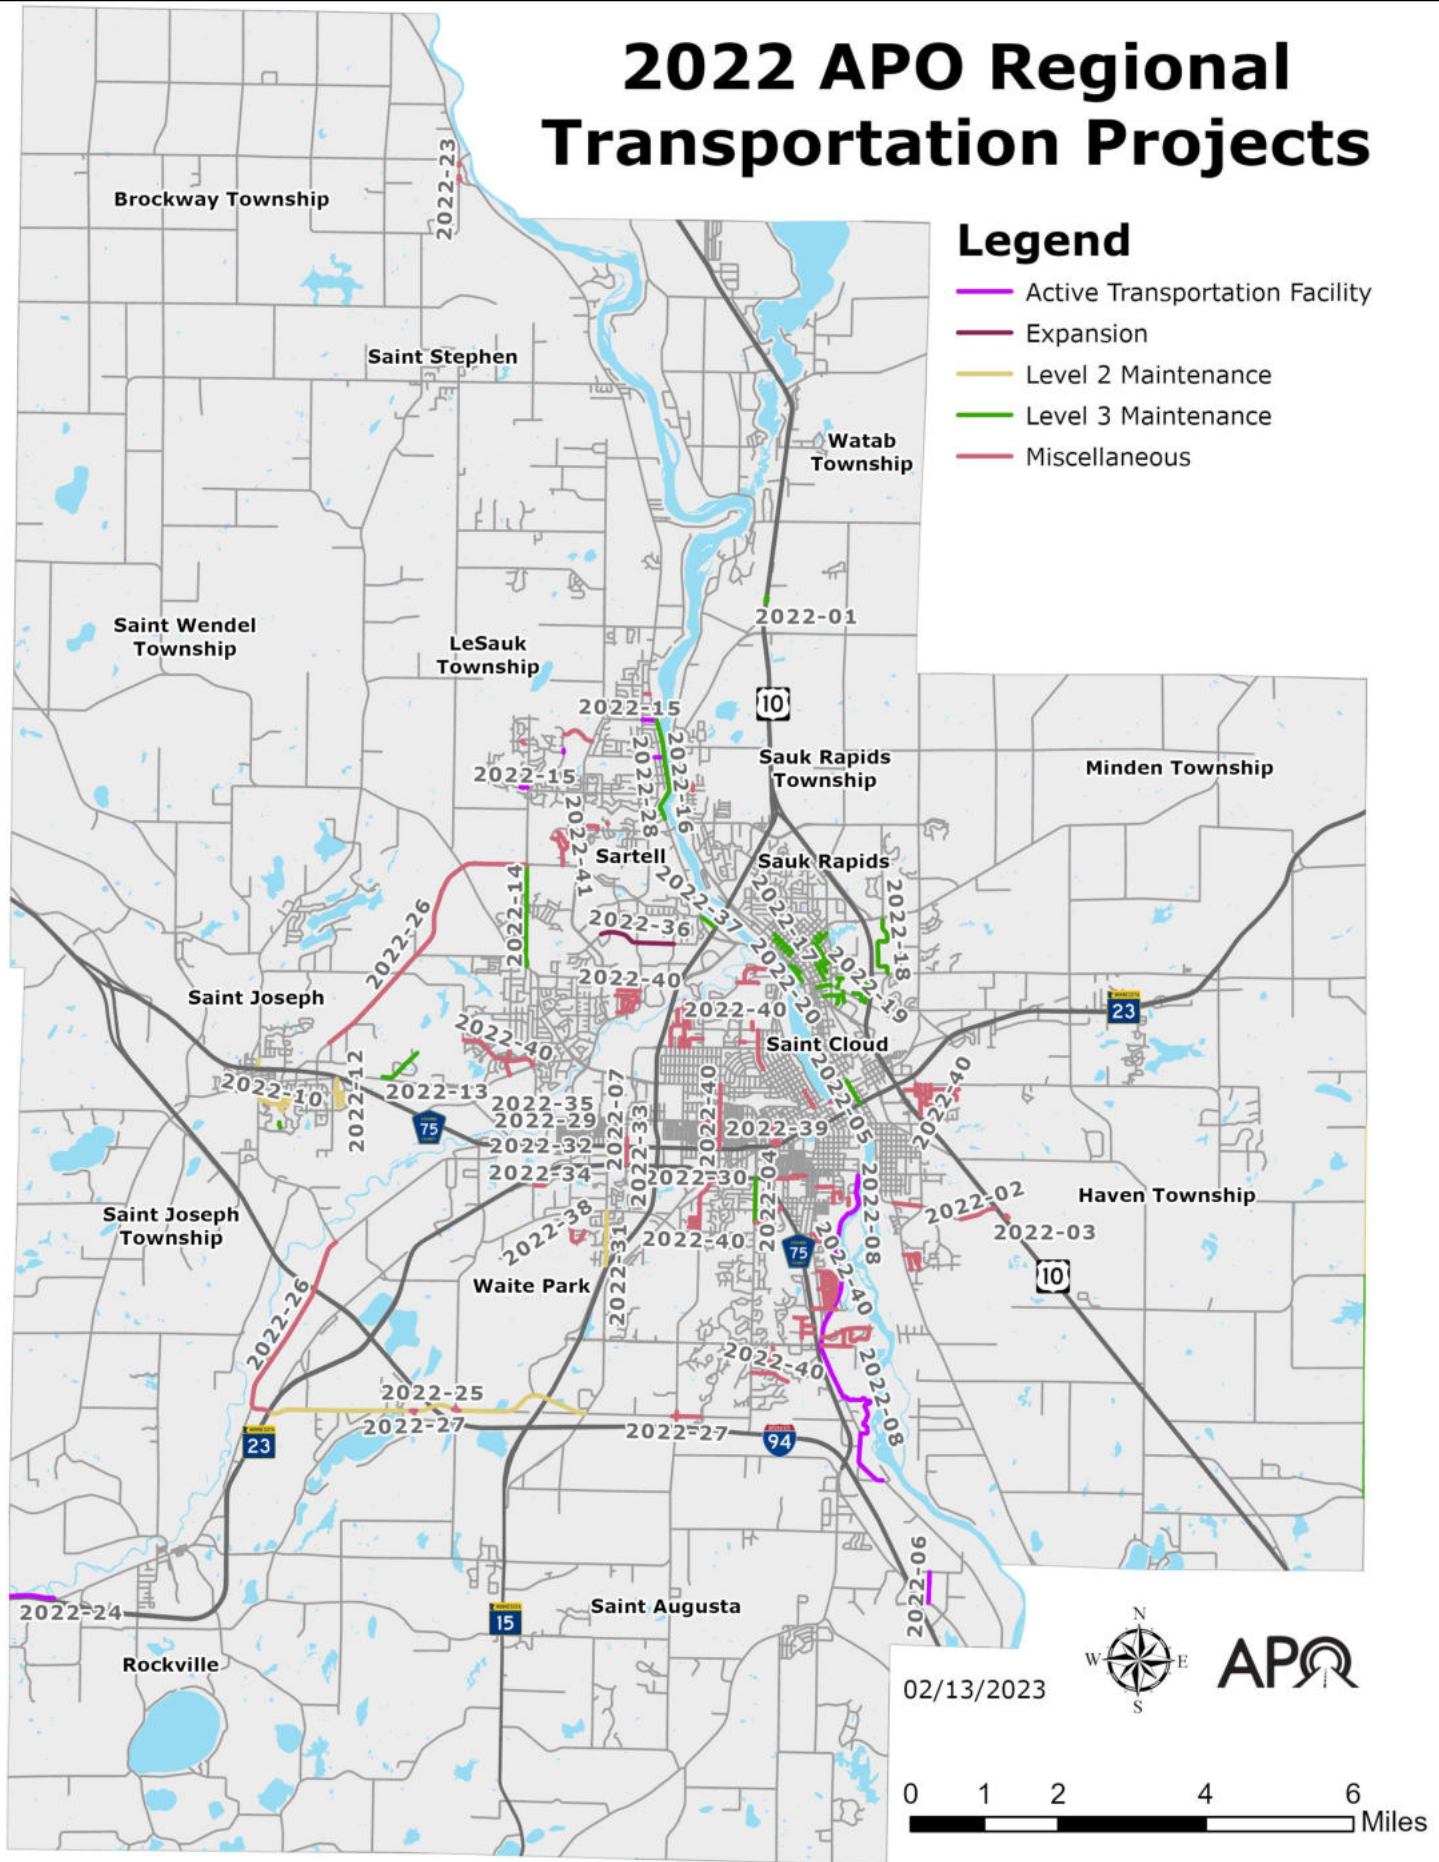 2022 APO Regional
Transportation Projects
Legend
Active Transportation Facility
Expansion
Level 2 Maintenance
Level 3 Maintenance
Miscellaneous
2022-23
Brockway Township
Saint Stephen
Watab
Township
2022-01
Saint Wendel
Township
LeSauk
Township
10
2022-15
2022-15
2022-28
2022-16
Sauk Rapids
Township
Minden Township
2022-41
Sartell
Sauk Rapids
2022-14
2022-26
2022-37
2022-36
2022-17
2022-18
2022-40
2022-20
2022-19
Saint Joseph
2022-40
2022-40
Saint Cloud
23
2022-10
2022-12
2022-13
75
2022-35
2022-29
2022-32
2022-34
2022-07
2022-33
2022-40
2022-39
2022-05
2022-40
2022-30
2022-04
2022-08
2022-02
Haven Township
2022-03
Saint Joseph
Township
2022-38
2022-31
2022-40
75
2022-40
10
Waite Park
2022-26
2022-40
2022-08
2022-25
2022-27
2022-27
23
94
2022-06
2022-24
15
Saint Augusta
Rockville
N
W
E
S
APO
02/13/2023
0 1 2 4 6
Miles